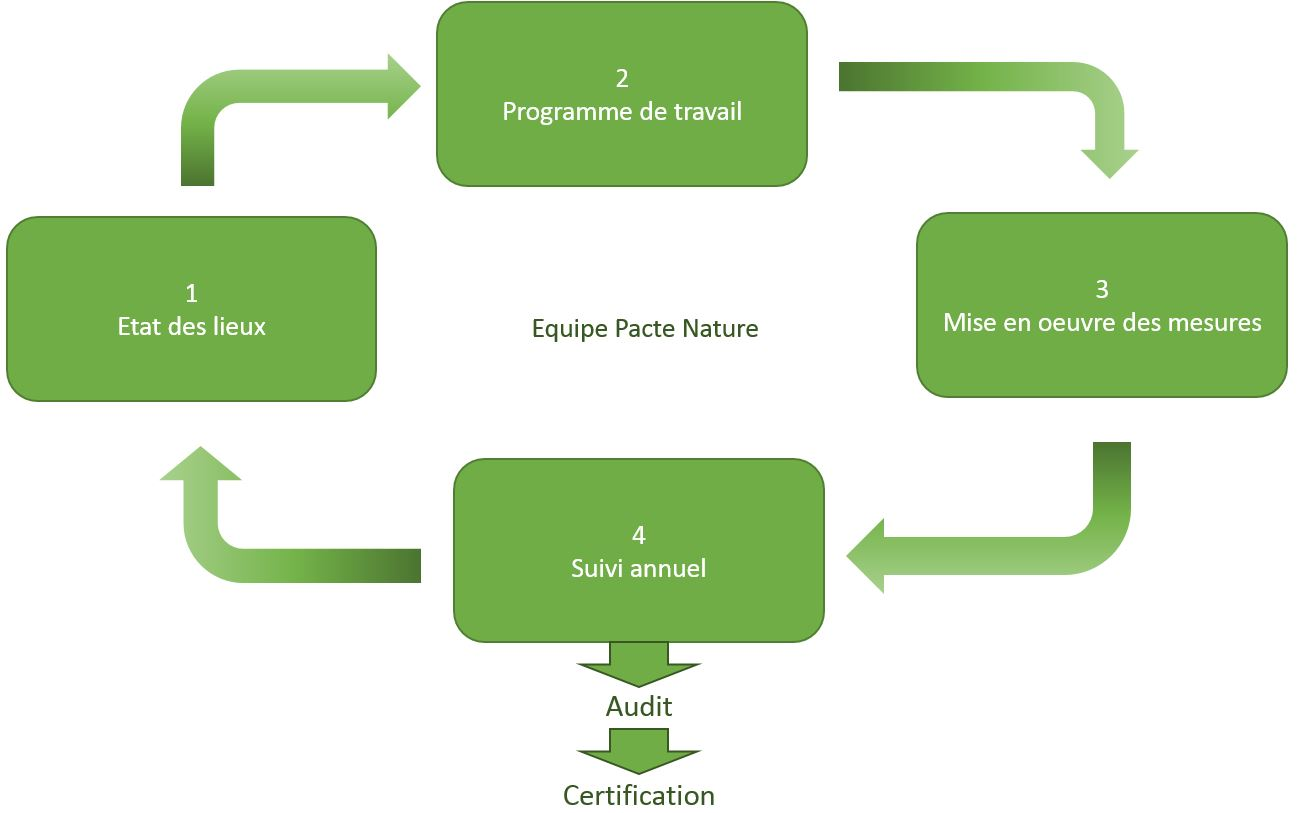 2
Programme de travail
1
Etat des lieux
Equipe Pacte Nature
3
Mise en oeuvre des mesures
4
Suivi annuel
Audit
Certification